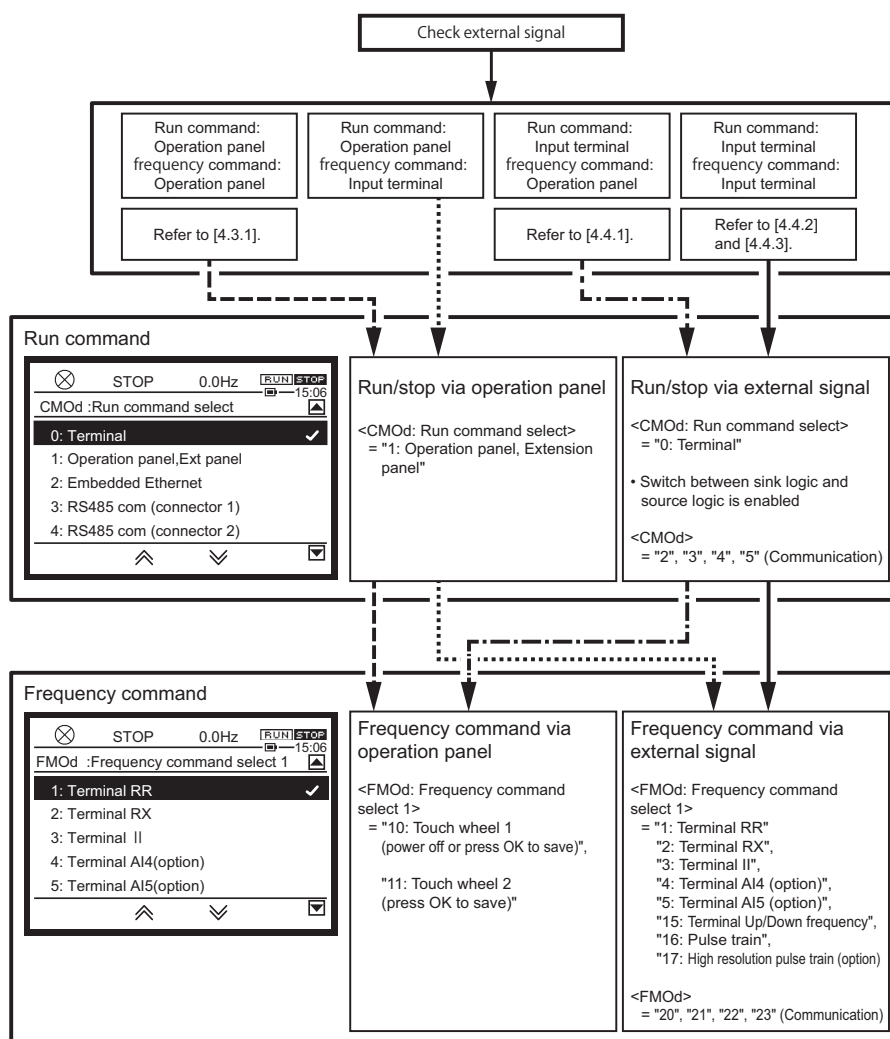 Check external signal
Run command:
Operation panel
frequency command:
Operation panel
Run command:
Operation panel
frequency command:
Input terminal
Run command:
Input terminal
frequency command:
Operation panel
Run command:
Input terminal
frequency command:
Input terminal
Refer to [4.3.1].
Refer to [4.4.1].
Refer to [4.4.2]
and [4.4.3].
Run command
STOP 0.0Hz RUN STOP
15:06
CMOd :Run command select
0: Terminal
1: Operation panel,Ext panel
2: Embedded Ethernet
3: RS485 com (connector 1)
4: RS485 com (connector 2)
Run/stop via operation panel
<CMOd: Run command select>
= "1: Operation panel, Extension
panel"
Run/stop via external signal
<CMOd: Run command select>
= "0: Terminal"
• Switch between sink logic and
source logic is enabled
<CMOd>
= "2", "3", "4", "5" (Communication)
Frequency command
STOP 0.0Hz RUN STOP
15:06
FMOd :Frequency command select 1
1: Terminal RR
2: Terminal RX
3: Terminal II
4: Terminal AI4(option)
5: Terminal AI5(option)
Frequency command via
operation panel
<FMOd: Frequency command
select 1>
= "10: Touch wheel 1
(power off or press OK to save)",
"11: Touch wheel 2
(press OK to save)"
Frequency command via
external signal
<FMOd: Frequency command
select 1>
= "1: Terminal RR"
"2: Terminal RX",
"3: Terminal II",
"4: Terminal AI4 (option)",
"5: Terminal AI5 (option)",
"15: Terminal Up/Down frequency",
"16: Pulse train",
"17: High resolution pulse train (option)
<FMOd>
= "20", "21", "22", "23" (Communication)